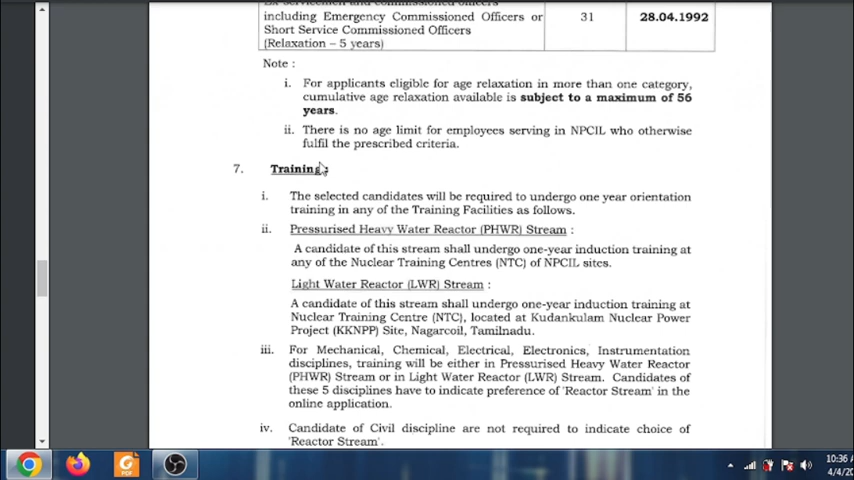 including Emergency Commissioned Officers or 31 28.04.1992
Short Service Commissioned Officers
(Relaxation – 5 years)
Note :
i. For applicants eligible for age relaxation in more than one category,
cumulative age relaxation available is subject to a maximum of 56
years.
ii. There is no age limit for employees serving in NPCIL who otherwise
fulfil the prescribed criteria.
7. Training :
i. The selected candidates will be required to undergo one year orientation
training in any of the Training Facilities as follows.
ii. Pressurised Heavy Water Reactor (PHWR) Stream :
A candidate of this stream shall undergo one-year induction training at
any of the Nuclear Training Centres (NTC) of NPCIL sites.
Light Water Reactor (LWR) Stream :
A candidate of this stream shall undergo one-year induction training at
Nuclear Training Centre (NTC), located at Kudankulam Nuclear Power
Project (KKNPP) Site, Nagarcoil, Tamilnadu.
iii. For Mechanical, Chemical, Electrical, Electronics, Instrumentation
disciplines, training will be either in Pressurised Heavy Water Reactor
(PHWR) Stream or in Light Water Reactor (LWR) Stream. Candidates of
these 5 disciplines have to indicate preference of 'Reactor Stream' in the
online application.
iv. Candidate of Civil discipline are not required to indicate choice of
'Reactor Stream'.
PDF
10:36
4/4/20